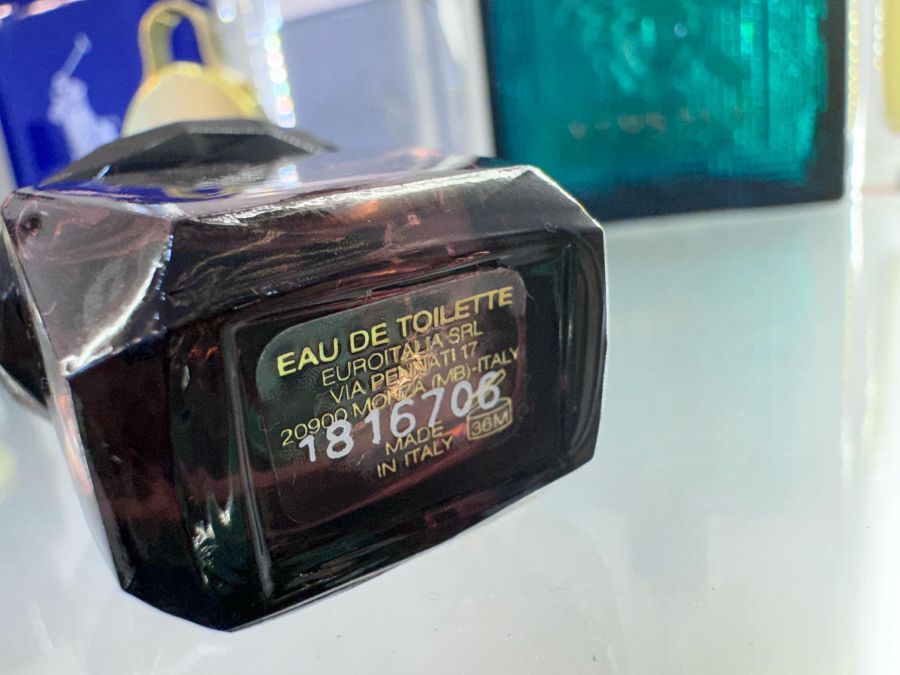 EAU DE TOILETTE
EUROITALIA SRL
VIA PENNATI 17
20900 MONZA (MB)-ITALY
1816706
MADE
IN ITALY
36M